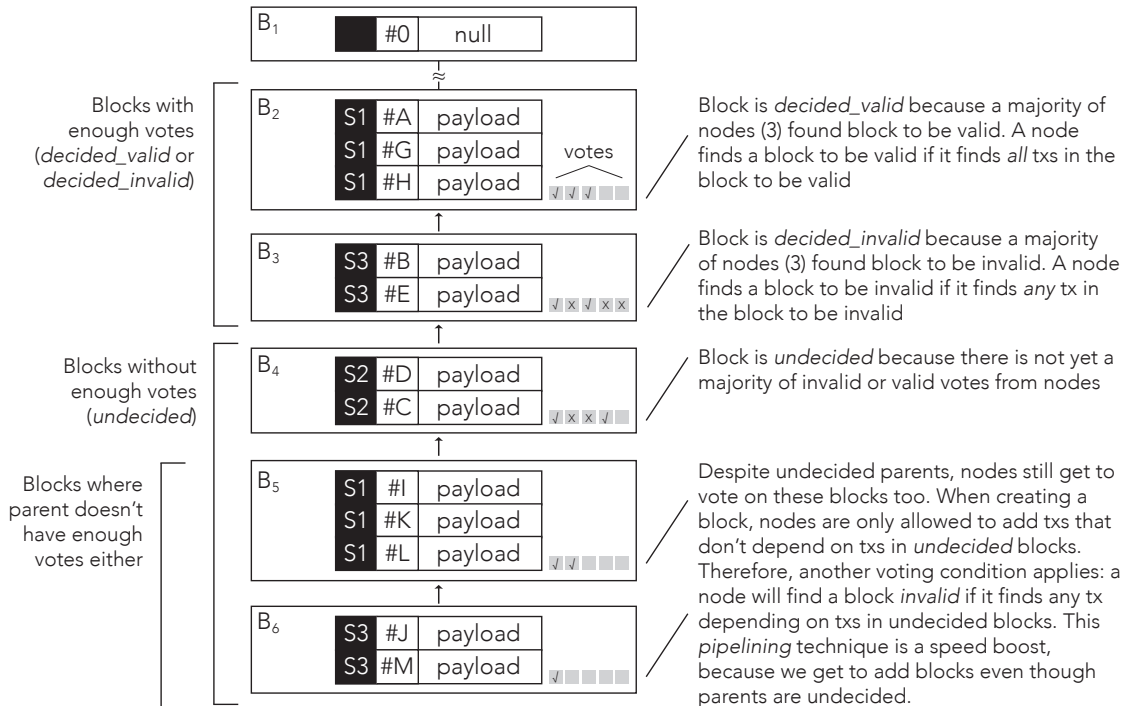 B₁
#0 null
≈
Blocks with
enough votes
(decided_valid or
decided_invalid)
B₂
S1 #A payload
S1 #G payload
S1 #H payload
votes
√ √ √
Block is decided_valid because a majority of
nodes (3) found block to be valid. A node
finds a block to be valid if it finds all txs in the
block to be valid
B₃
S3 #B payload
S3 #E payload
√ x √ x x
Block is decided_invalid because a majority
of nodes (3) found block to be invalid. A node
finds a block to be invalid if it finds any tx in
the block to be invalid
Blocks without
enough votes
(undecided)
B₄
S2 #D payload
S2 #C payload
√ x x √
Block is undecided because there is not yet a
majority of invalid or valid votes from nodes
Blocks where
parent doesn't
have enough
votes either
B₅
S1 #I payload
S1 #K payload
S1 #L payload
√ √
Despite undecided parents, nodes still get to
vote on these blocks too. When creating a
block, nodes are only allowed to add txs that
don't depend on txs in undecided blocks.
Therefore, another voting condition applies: a
node will find a block invalid if it finds any tx
depending on txs in undecided blocks. This
pipelining technique is a speed boost,
because we get to add blocks even though
parents are undecided.
B₆
S3 #J payload
S3 #M payload
√